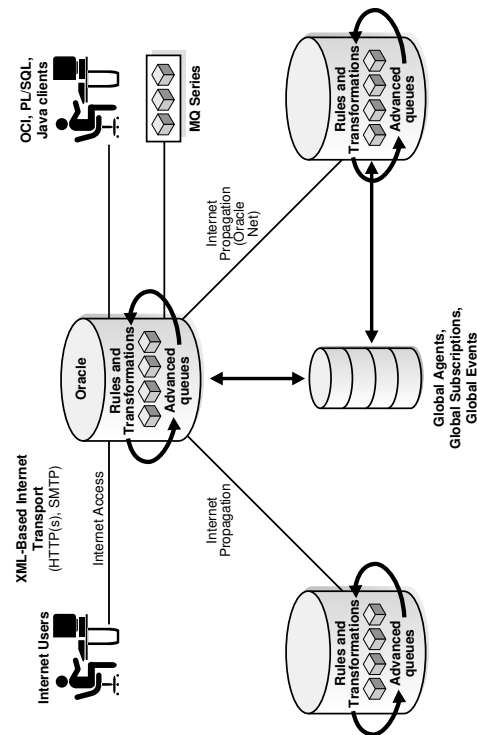 Internet Users
XML-Based Internet
Transport
(HTTP(s), SMTP)
Internet Access
Oracle
Rules and
Transformations
Advanced
queues
OCI, PL/SQL,
Java clients
MQ Series
Internet
Propagation
Internet
Propagation
(Oracle
Net)
Rules and
Transformations
Advanced
queues
Global Agents,
Global Subscriptions,
Global Events
Rules and
Transformations
Advanced
queues